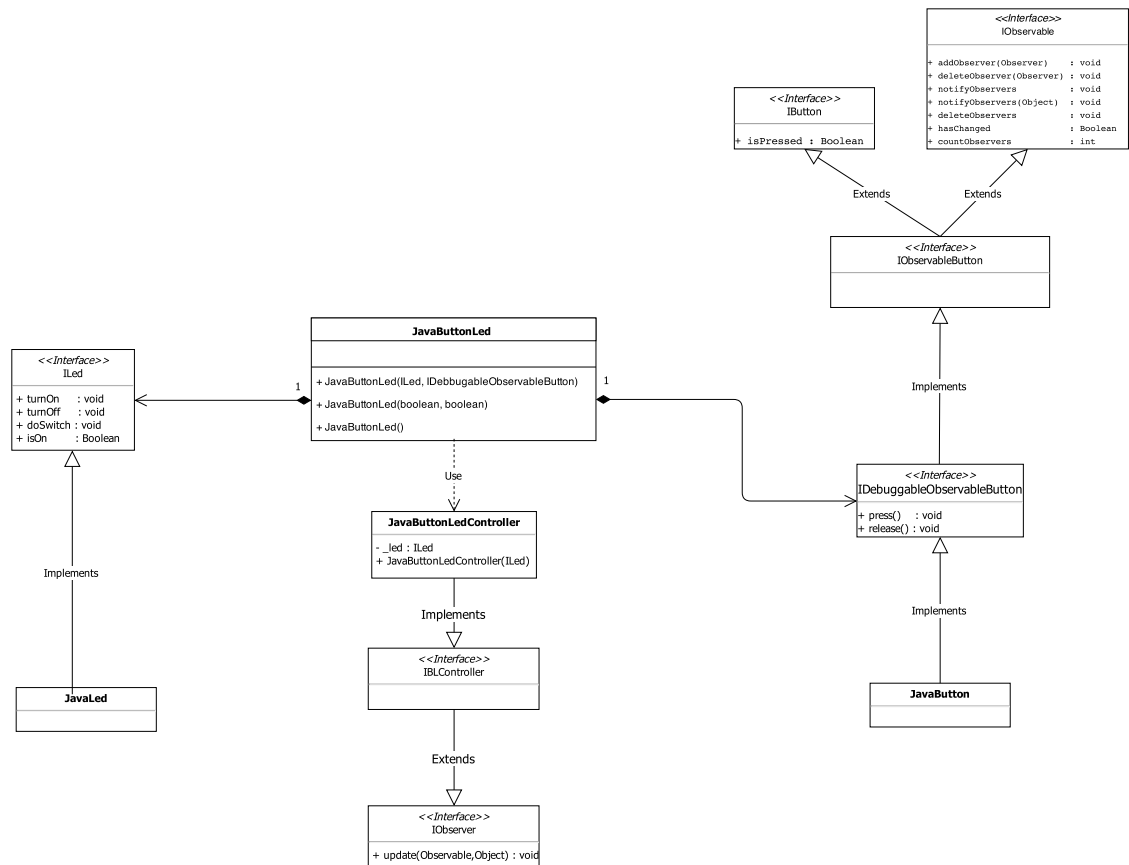 <<Interface>>
IObservable
+ addObserver(Observer) : void
+ deleteObserver(Observer) : void
+ notifyObservers : void
+ notifyObservers(Object) : void
+ deleteObservers : void
+ hasChanged : Boolean
+ countObservers : int
<<Interface>>
IButton
+ isPressed : Boolean
Extends
Extends
<<Interface>>
IObservableButton
Implements
JavaButtonLed
+ JavaButtonLed(ILed, IDebbugableObservableButton)
+ JavaButtonLed(boolean, boolean)
+ JavaButtonLed()
1
1
<<Interface>>
ILed
+ turnOn : void
+ turnOff : void
+ doSwitch : void
+ isOn : Boolean
Use
<<Interface>>
IDebuggableObservableButton
+ press() : void
+ release() : void
JavaButtonLedController
- _led : ILed
+ JavaButtonLedController(ILed)
Implements
Implements
Implements
<<Interface>>
IBLController
JavaLed
JavaButton
Extends
<<Interface>>
IObserver
+ update(Observable,Object) : void